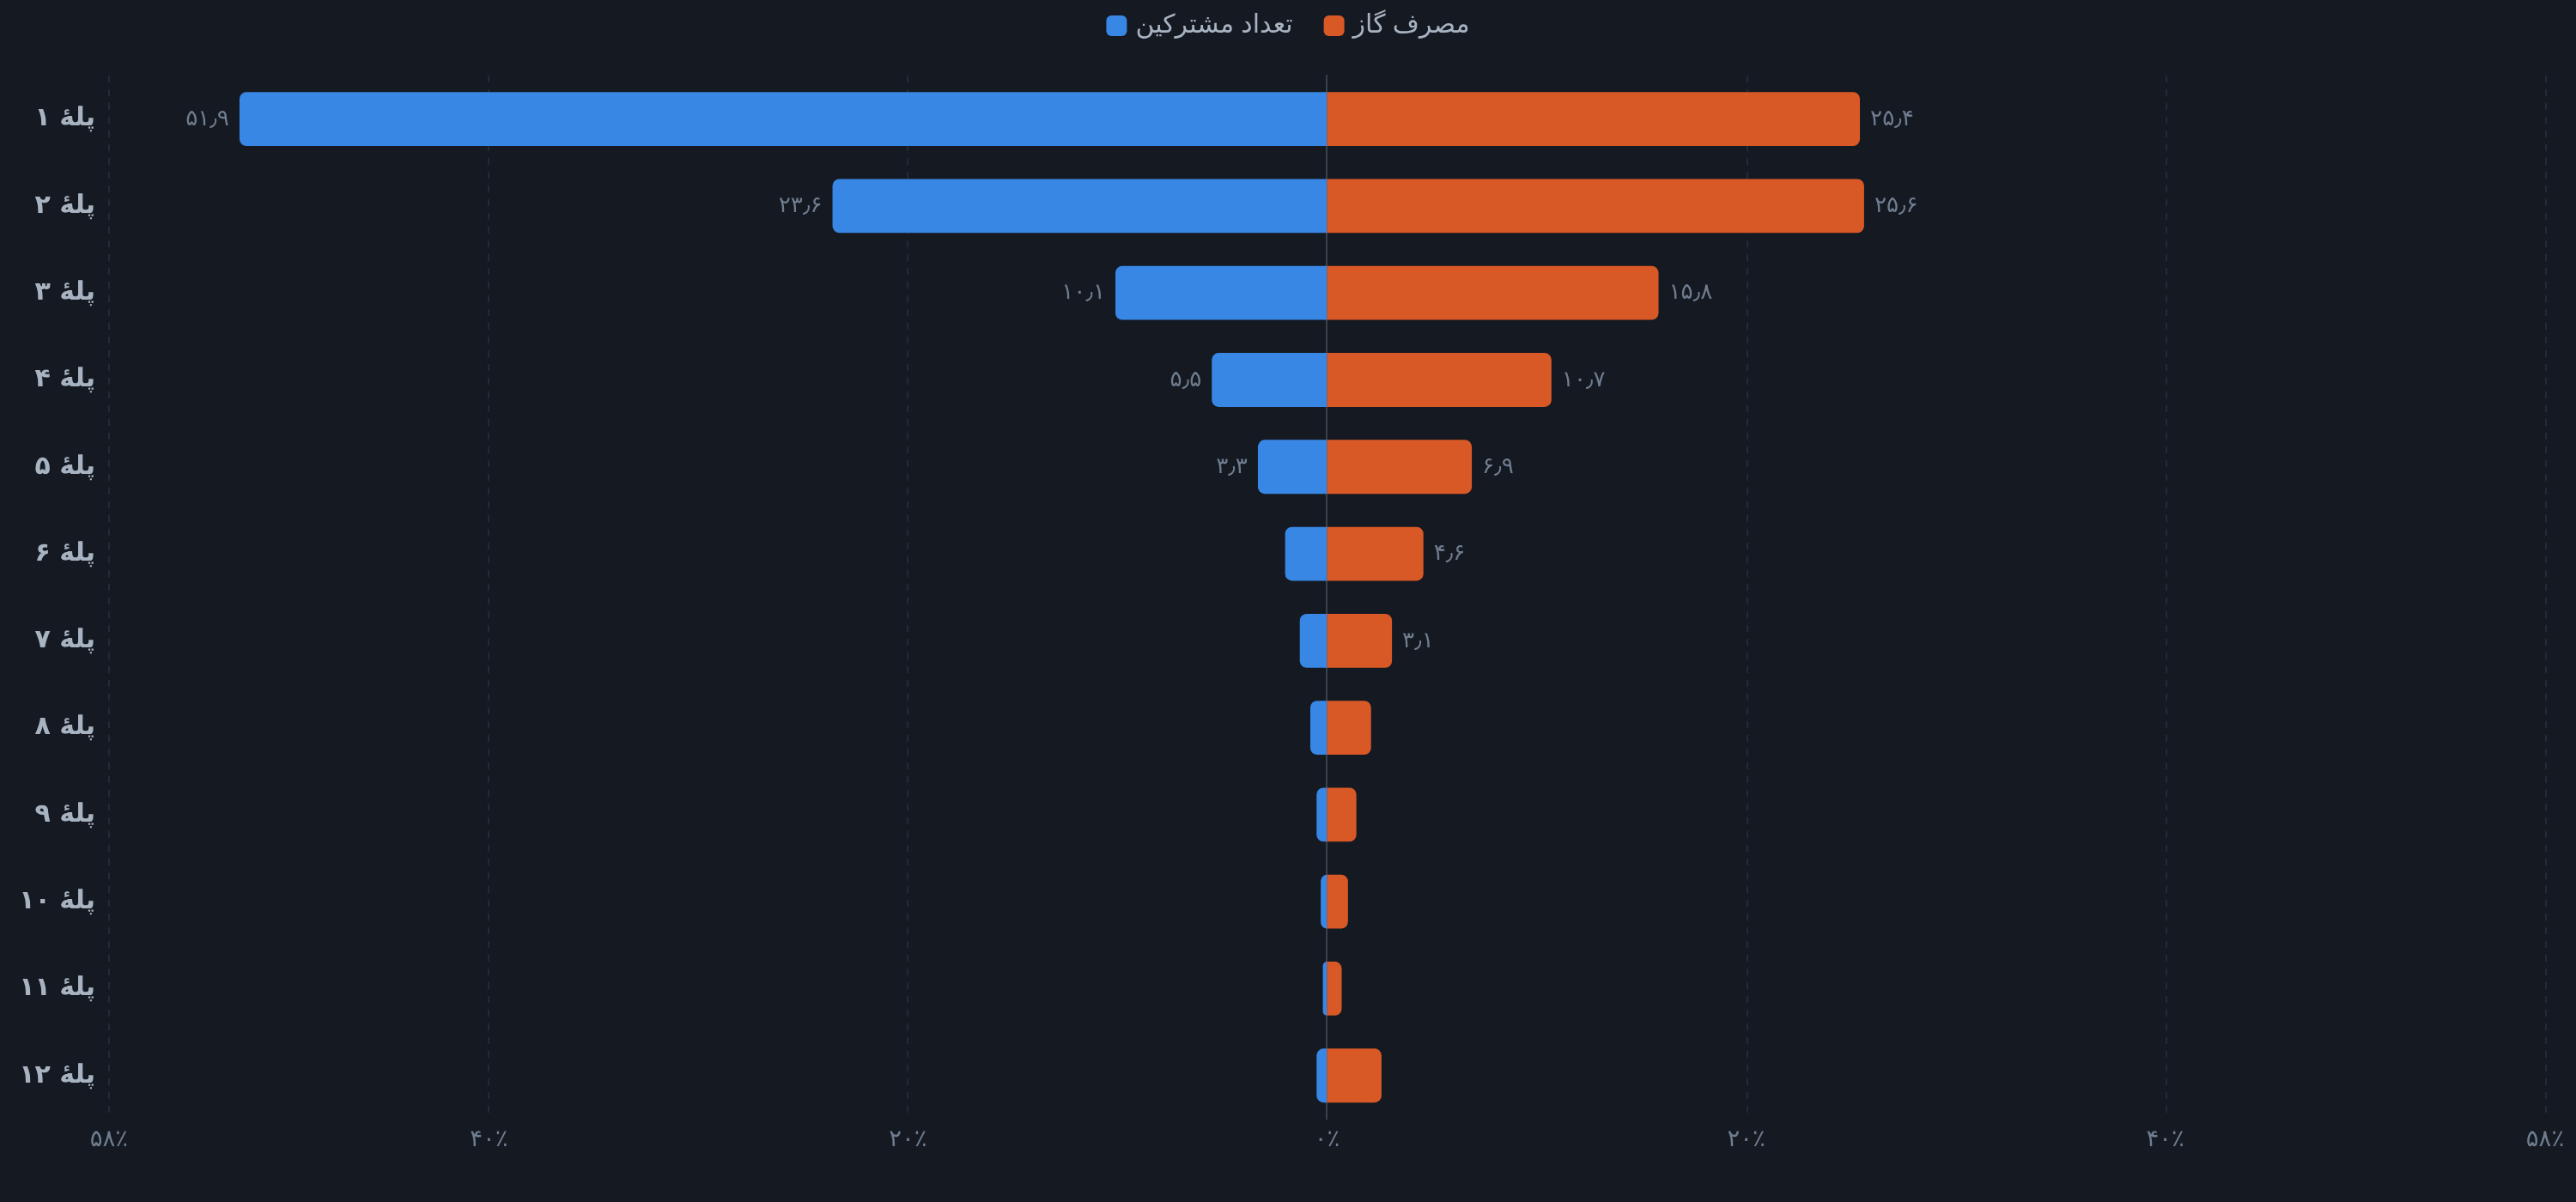 تعداد مشترکین
مصرف گاز
پلهٔ ۱
۵۱٫۹
۲۵٫۴
پلهٔ ۲
۲۳٫۶
۲۵٫۶
پلهٔ ۳
۱۰٫۱
۱۵٫۸
پلهٔ ۴
۵٫۵
۱۰٫۷
پلهٔ ۵
۳٫۳
۶٫۹
پلهٔ ۶
۴٫۶
پلهٔ ۷
۳٫۱
پلهٔ ۸
پلهٔ ۹
پلهٔ ۱۰
پلهٔ ۱۱
پلهٔ ۱۲
۵۸٪
۴۰٪
۲۰٪
۰٪
۲۰٪
۴۰٪
۵۸٪